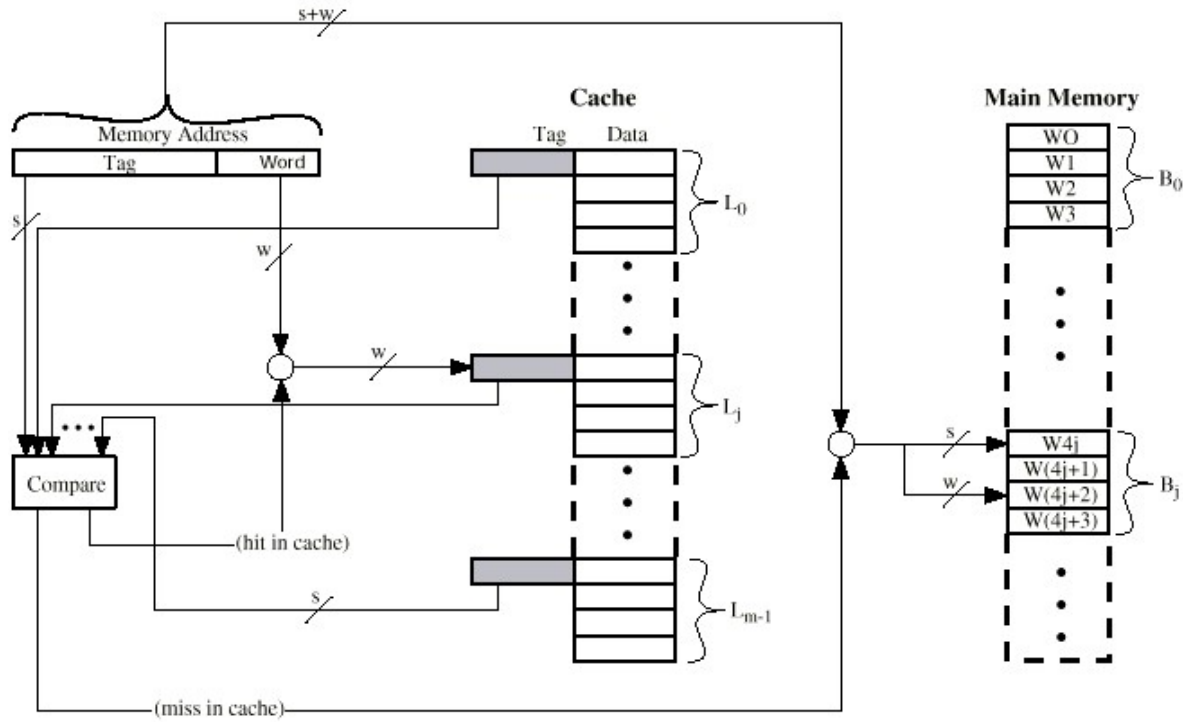 s+w
Cache
Main Memory
Memory Address
Tag Data
Tag Word
WO
W1
W2
W3
B0
L0
s
w
w
Lj
s
W4j
W(4j+1)
W(4j+2)
W(4j+3)
w
Bj
Compare
(hit in cache)
s
Lm-1
(miss in cache)